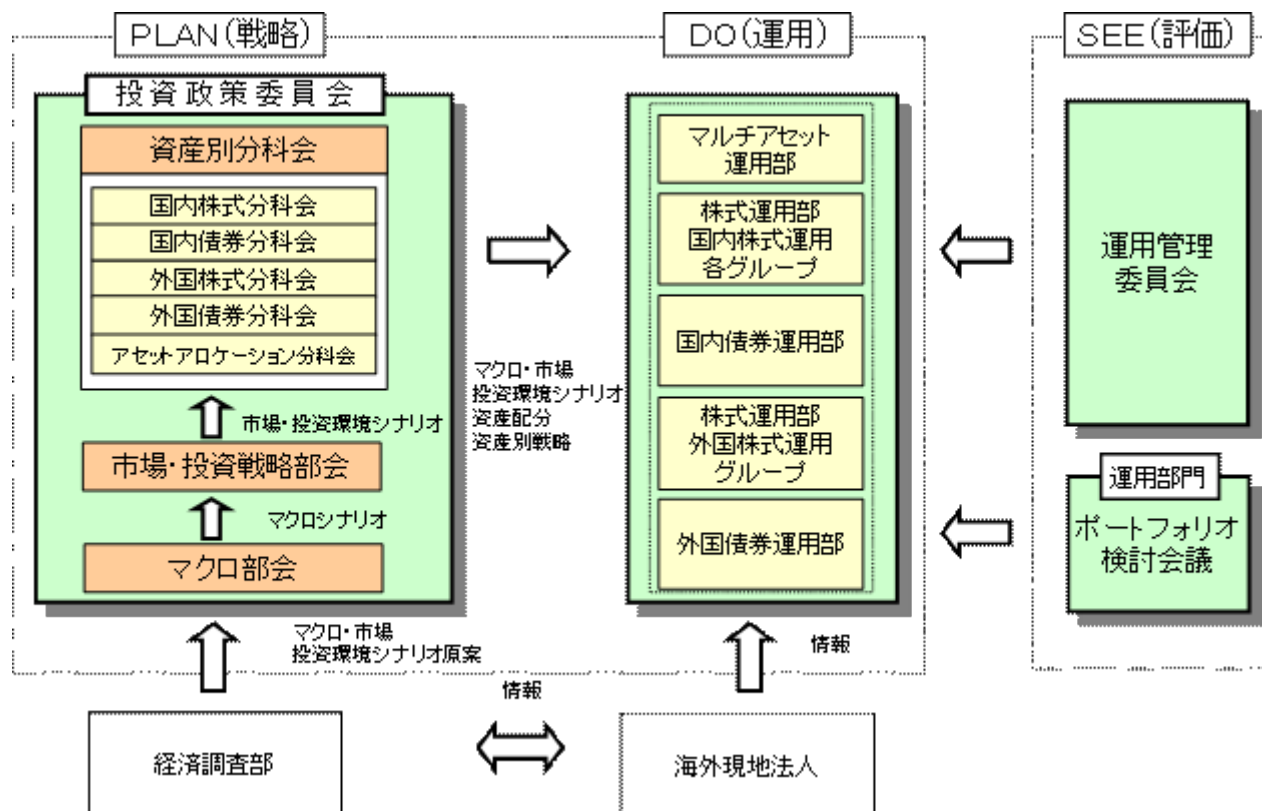 PLAN(戦略)
投資政策委員会
資産別分科会
国内株式分科会
国内債券分科会
外国株式分科会
外国債券分科会
アセットアロケーション分科会
市場・投資環境シナリオ
市場・投資戦略部会
マクロシナリオ
マクロ部会
マクロ・市場
投資環境シナリオ原案
経済調査部
マクロ・市場
投資環境シナリオ
資産配分
資産別戦略
情報
DO(運用)
マルチアセット
運用部
株式運用部
国内株式運用
各グループ
国内債券運用部
株式運用部
外国株式運用
グループ
外国債券運用部
情報
海外現地法人
SEE(評価)
運用管理
委員会
運用部門
ポートフォリオ
検討会議